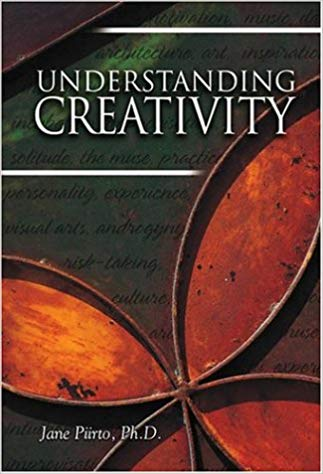 motivation, music, da
architecture, art, inspiration
UNDERSTANDING
CREATIVITY
solitude, the muse, practice
personality, experience,
visual arts, androgyny
risk-taking,
culture,
Jane Piirto, Ph.D.